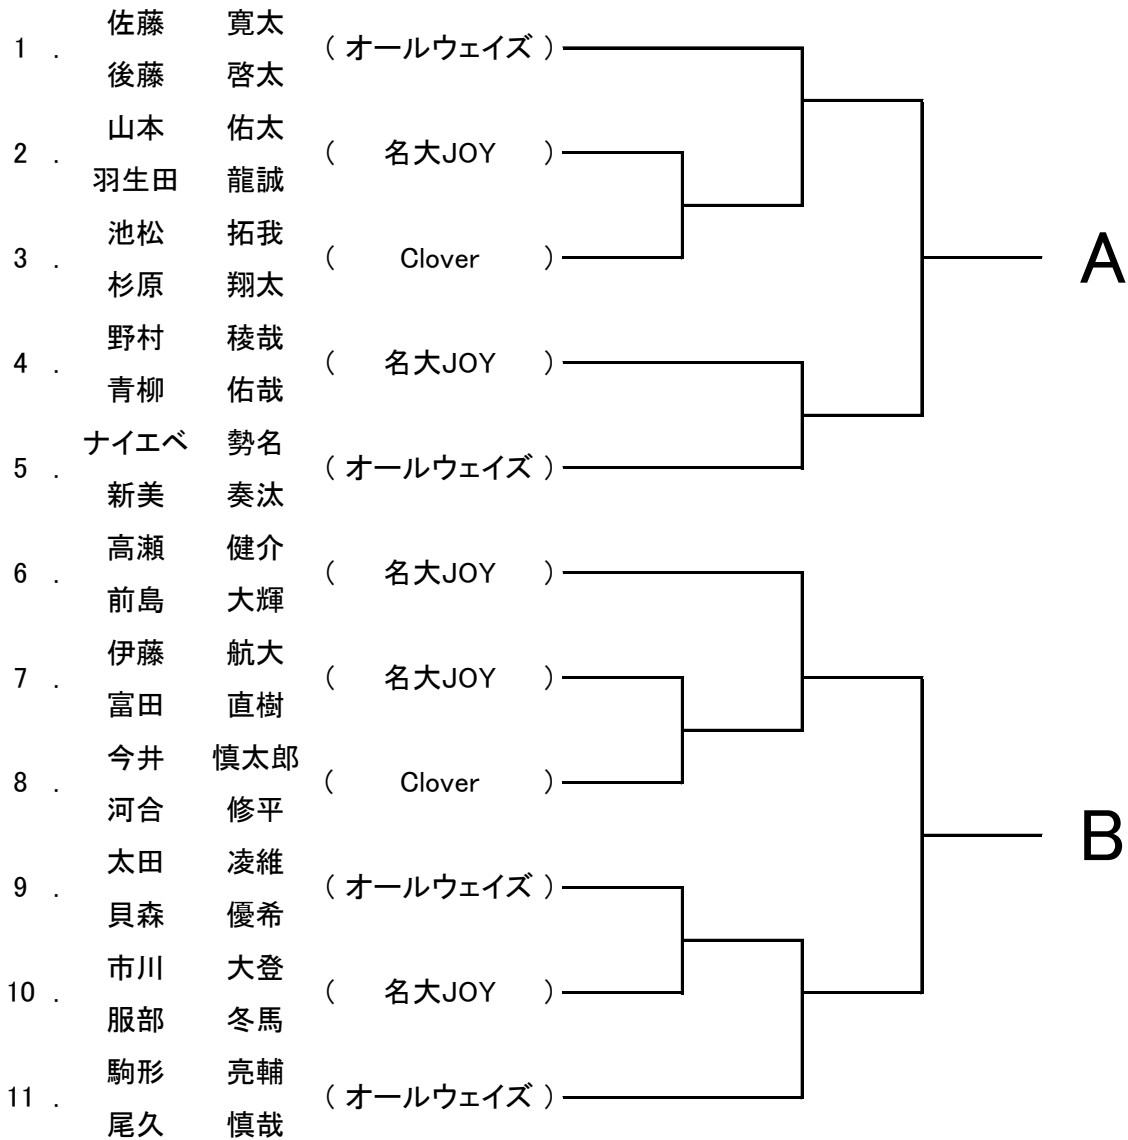 佐藤 寛太
1 . ( オールウェイズ )
後藤 啓太
山本 佑太
2 . ( 名大JOY )
羽生田 龍誠
池松 拓我
3 . ( Clover )
杉原 翔太
A
野村 稜哉
4 . ( 名大JOY )
青柳 佑哉
ナイエベ 勢名
5 . ( オールウェイズ )
新美 奏汰
高瀬 健介
6 . ( 名大JOY )
前島 大輝
伊藤 航大
7 . ( 名大JOY )
富田 直樹
今井 慎太郎
8 . ( Clover )
河合 修平
B
太田 凌維
9 . ( オールウェイズ )
貝森 優希
市川 大登
10 . ( 名大JOY )
服部 冬馬
駒形 亮輔
11 . ( オールウェイズ )
尾久 慎哉